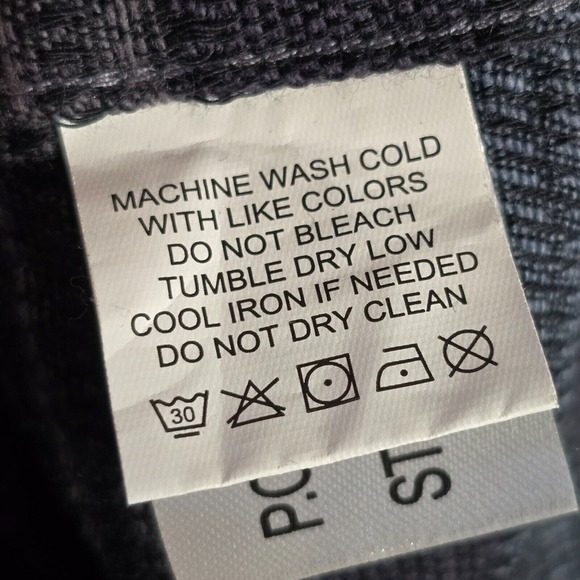 MACHINE WASH COLD
WITH LIKE COLORS
DO NOT BLEACH
TUMBLE DRY LOW
COOL IRON IF NEEDED
DO NOT DRY CLEAN
30
P.O
ST